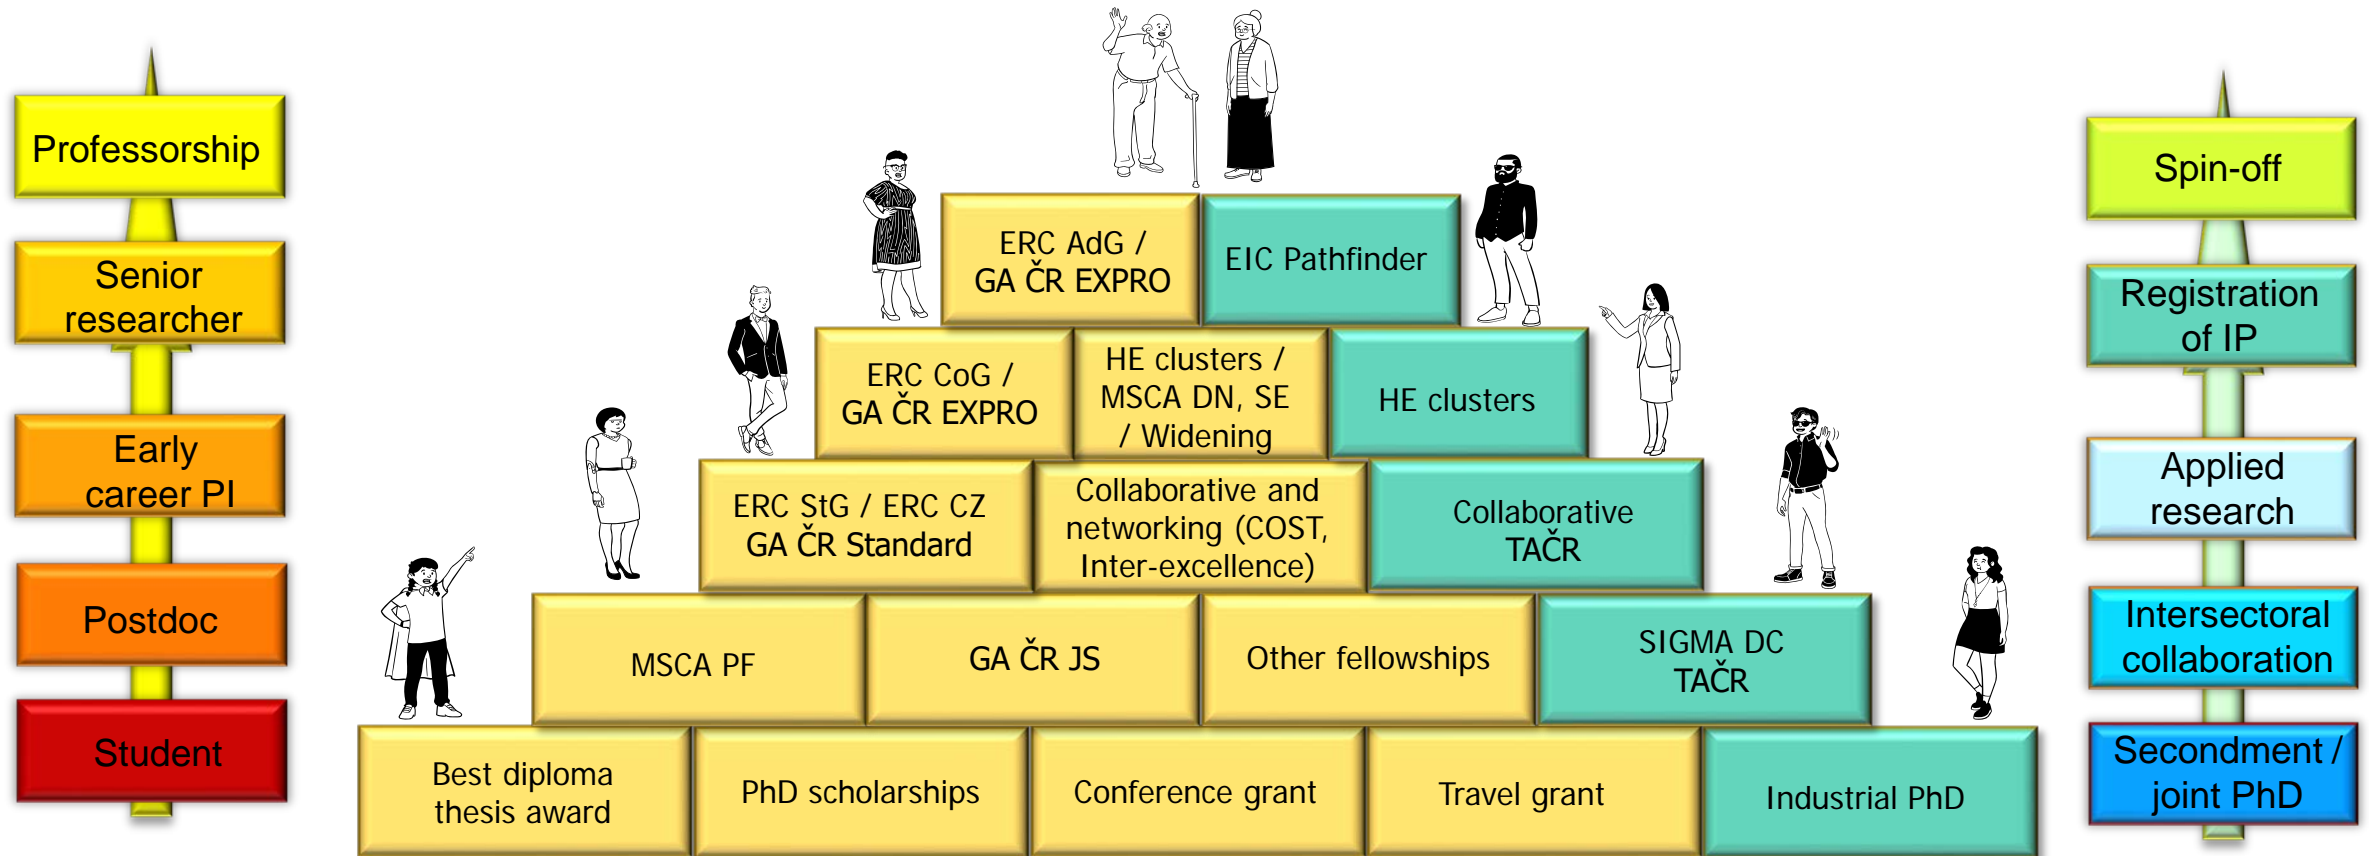 Professorship
Senior
researcher
Early
career PI
Postdoc
Student
ERC AdG /
GA ČR EXPRO
EIC Pathfinder
ERC CoG /
GA ČR EXPRO
HE clusters /
MSCA DN, SE
/ Widening
HE clusters
ERC StG / ERC CZ
GA ČR Standard
Collaborative and
networking (COST,
Inter-excellence)
Collaborative
TAČR
MSCA PF
GA ČR JS
Other fellowships
SIGMA DC
TAČR
Best diploma
thesis award
PhD scholarships
Conference grant
Travel grant
Industrial PhD
Spin-off
Registration
of IP
Applied
research
Intersectoral
collaboration
Secondment /
joint PhD